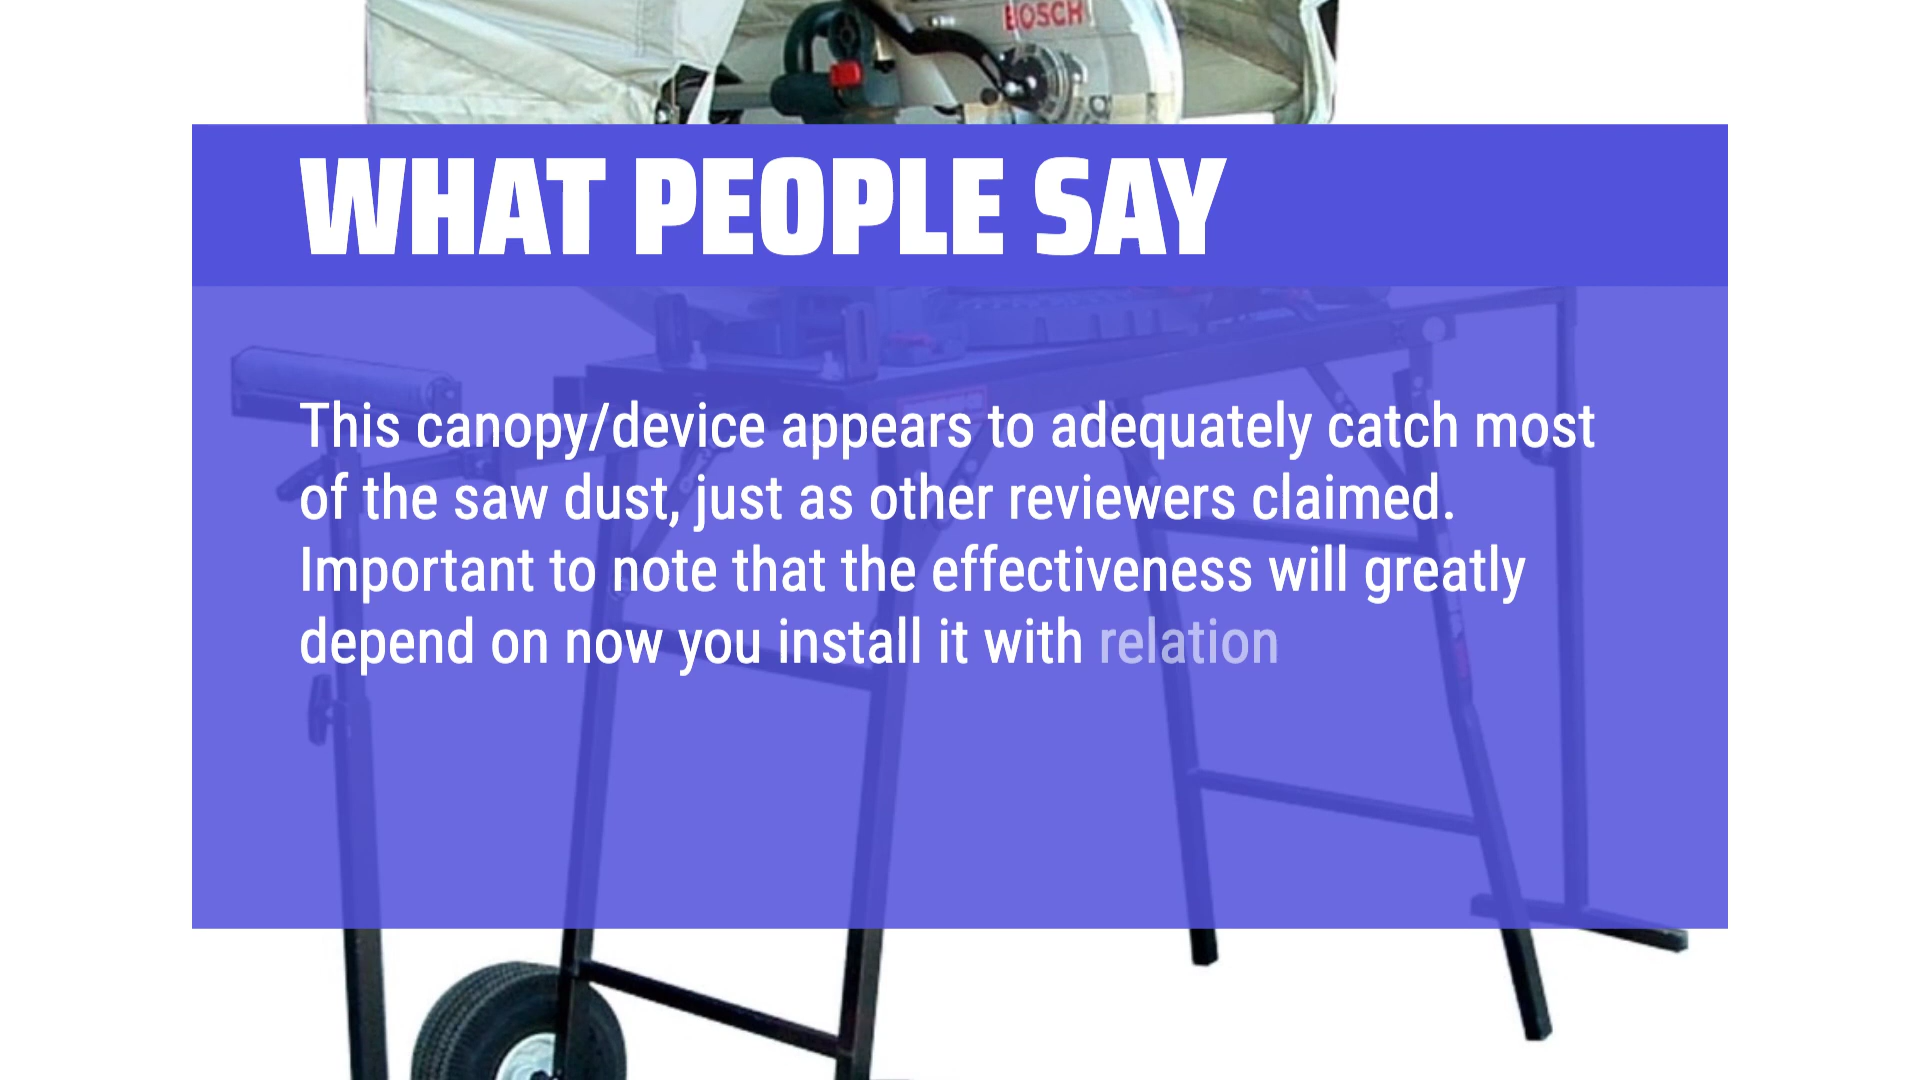 BOSCH
WHAT PEOPLE SAY
This canopy/device appears to adequately catch most
of the saw dust, just as other reviewers claimed.
Important to note that the effectiveness will greatly
depend on now you install it with relation